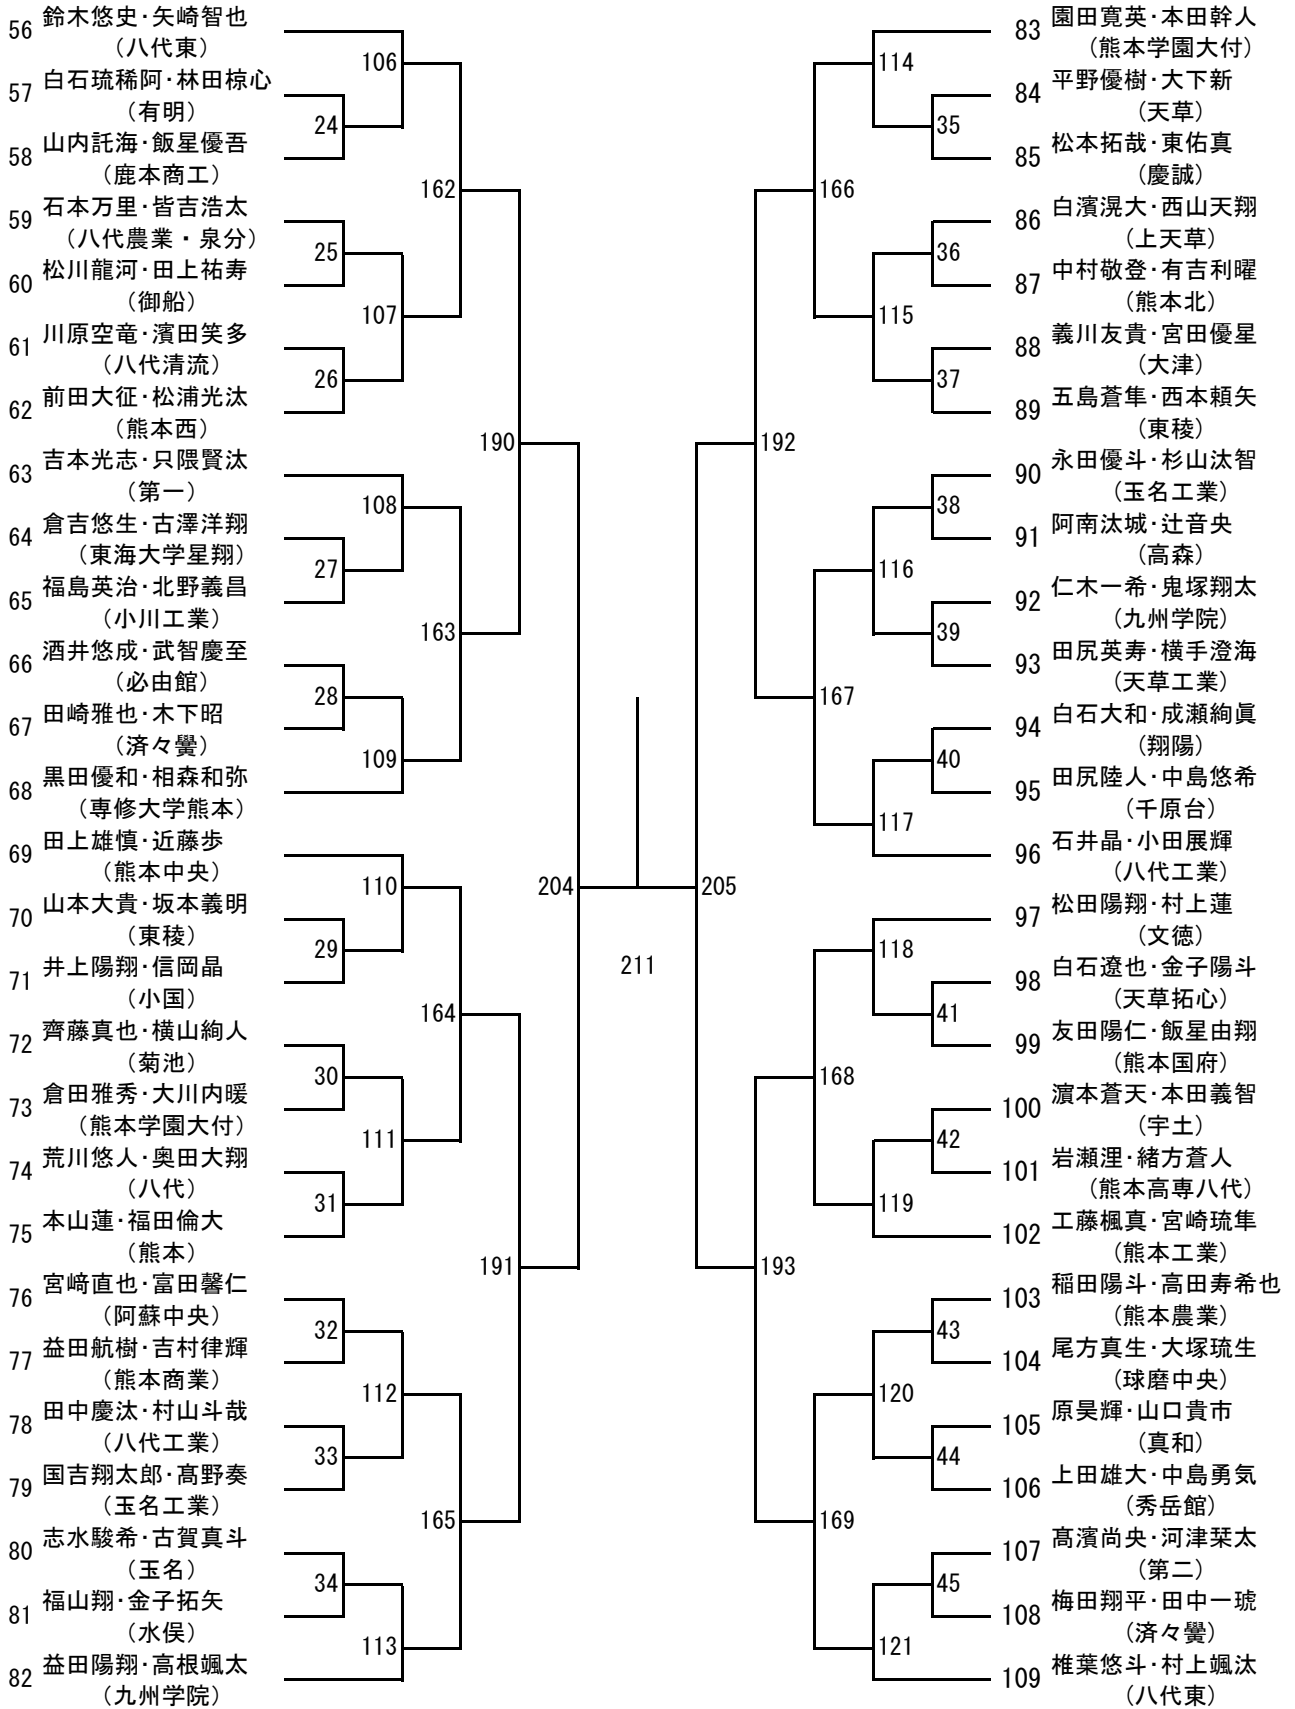 56 鈴木悠史・矢崎智也
（八代東）
106
57 白石琉稀阿・林田椋心
（有明）
24
58 山内託海・飯星優吾
（鹿本商工）
162
59 石本万里・皆吉浩太
（八代農業・泉分）
25
60 松川龍河・田上祐寿
（御船）
107
61 川原空竜・濱田笑多
（八代清流）
26
62 前田大征・松浦光汰
（熊本西）
190
63 吉本光志・只隈賢汰
（第一）
108
64 倉吉悠生・古澤洋翔
（東海大学星翔）
27
65 福島英治・北野義昌
（小川工業）
163
66 酒井悠成・武智慶至
（必由館）
28
67 田崎雅也・木下昭
（済々黌）
109
68 黒田優和・相森和弥
（専修大学熊本）
69 田上雄慎・近藤歩
（熊本中央）
110
204
70 山本大貴・坂本義明
（東稜）
29
71 井上陽翔・信岡晶
（小国）
164
72 齊藤真也・横山絢人
（菊池）
30
73 倉田雅秀・大川内暖
（熊本学園大付）
111
74 荒川悠人・奥田大翔
（八代）
31
75 本山蓮・福田倫大
（熊本）
191
76 宮﨑直也・富田馨仁
（阿蘇中央）
32
77 益田航樹・吉村律輝
（熊本商業）
112
78 田中慶汰・村山斗哉
（八代工業）
33
79 国吉翔太郎・髙野奏
（玉名工業）
165
80 志水駿希・古賀真斗
（玉名）
34
81 福山翔・金子拓矢
（水俣）
113
82 益田陽翔・高根颯太
（九州学院）
211
83 園田寛英・本田幹人
（熊本学園大付）
114
84 平野優樹・大下新
（天草）
35
85 松本拓哉・東佑真
（慶誠）
166
86 白濱滉大・西山天翔
（上天草）
36
87 中村敬登・有吉利曜
（熊本北）
115
88 義川友貴・宮田優星
（大津）
37
89 五島蒼隼・西本頼矢
（東稜）
192
90 永田優斗・杉山汰智
（玉名工業）
38
91 阿南汰城・辻音央
（高森）
116
92 仁木一希・鬼塚翔太
（九州学院）
39
93 田尻英寿・横手澄海
（天草工業）
167
94 白石大和・成瀬絢眞
（翔陽）
40
95 田尻陸人・中島悠希
（千原台）
117
96 石井晶・小田展輝
（八代工業）
205
97 松田陽翔・村上蓮
（文徳）
118
98 白石遼也・金子陽斗
（天草拓心）
41
99 友田陽仁・飯星由翔
（熊本国府）
168
100 濵本蒼天・本田義智
（宇土）
42
101 岩瀬浬・緒方蒼人
（熊本高専八代）
119
102 工藤楓真・宮崎琉隼
（熊本工業）
193
103 稲田陽斗・高田寿希也
（熊本農業）
43
104 尾方真生・大塚琉生
（球磨中央）
120
105 原昊輝・山口貴市
（真和）
44
106 上田雄大・中島勇気
（秀岳館）
169
107 髙濱尚央・河津栞太
（第二）
45
108 梅田翔平・田中一琥
（済々黌）
121
109 椎葉悠斗・村上颯汰
（八代東）